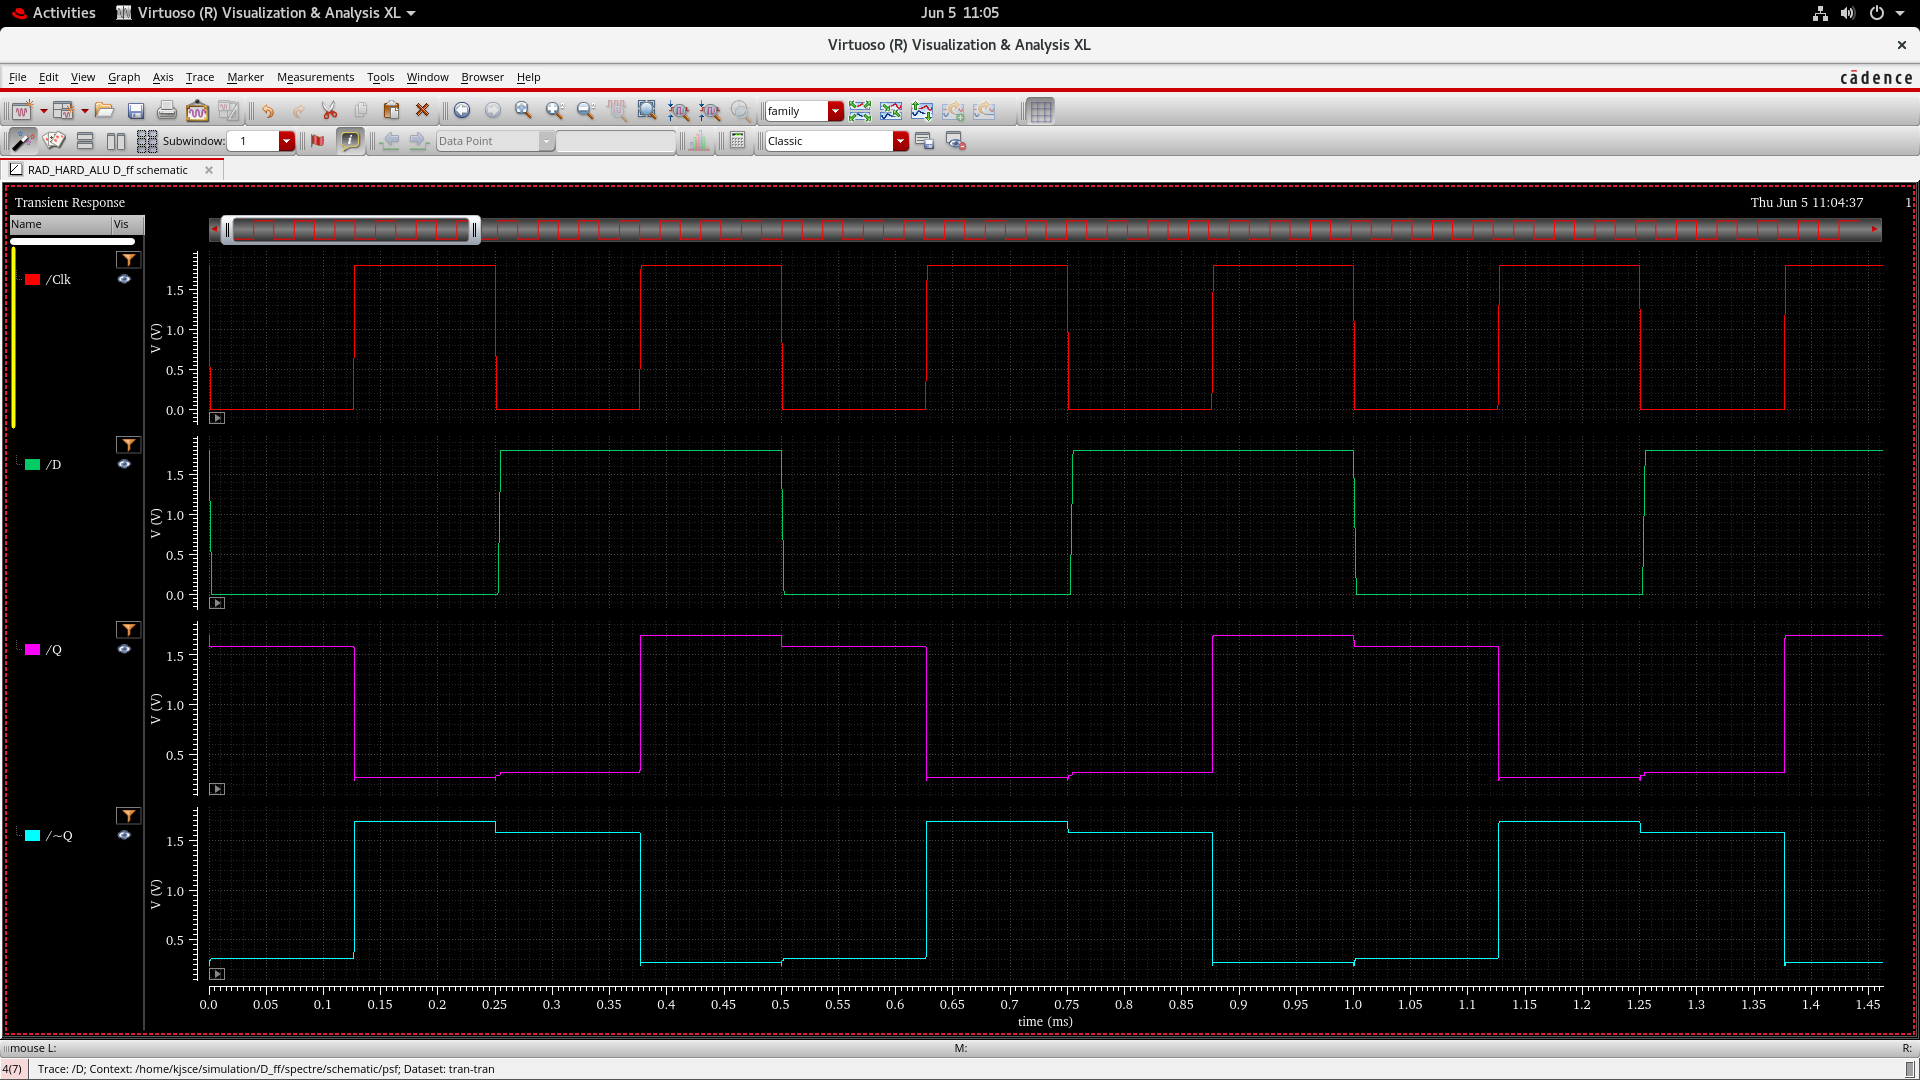 Activities Virtuoso (R) Visualization & Analysis XL Jun 5 11:05
Virtuoso (R) Visualization & Analysis XL
File Edit View Graph Axis Trace Marker Measurements Tools Window Browser Help cādence
family
Subwindow: 1 Data Point Classic
RAD_HARD_ALU D_ff schematic
Transient Response Thu Jun 5 11:04:37 1
Name Vis
/Clk
V (V)
1.5
1.0
0.5
0.0
/D
V (V)
1.5
1.0
0.5
0.0
/Q
V (V)
1.5
1.0
0.5
/~Q
V (V)
1.5
1.0
0.5
0.0 0.05 0.1 0.15 0.2 0.25 0.3 0.35 0.4 0.45 0.5 0.55 0.6 0.65 0.7 0.75 0.8 0.85 0.9 0.95 1.0 1.05 1.1 1.15 1.2 1.25 1.3 1.35 1.4 1.45
time (ms)
mouse L: M: R:
4(7) Trace: /D; Context: /home/kjsce/simulation/D_ff/spectre/schematic/psf; Dataset: tran-tran